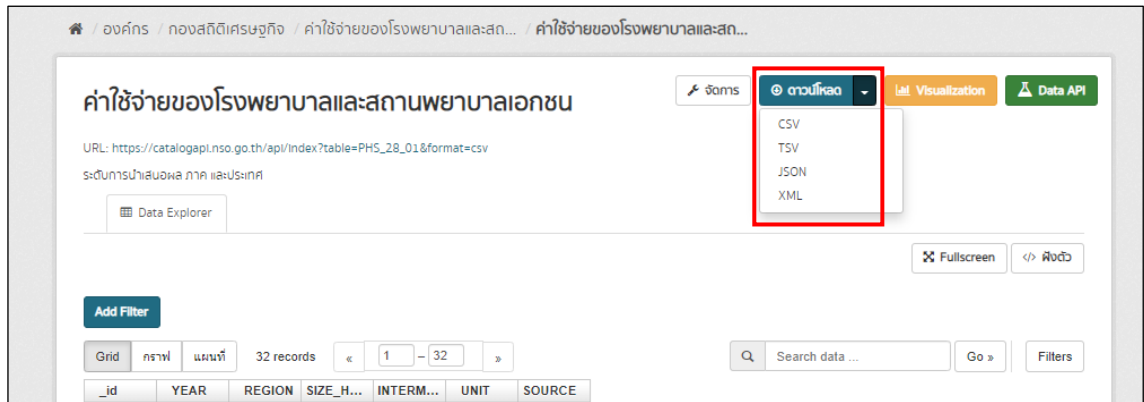 / องค์กร / กองสถิติเศรษฐกิจ / ค่าใช้จ่ายของโรงพยาบาลและสถ... / ค่าใช้จ่ายของโรงพยาบาลและสถ...
ค่าใช้จ่ายของโรงพยาบาลและสถานพยาบาลเอกชน
จัดการ ดาวน์โหลด Visualization Data API
CSV
TSV
JSON
XML
URL: https://catalogapi.nso.go.th/api/index?table=PHS_28_01&format=csv
ระดับการนำเสนอผล ภาค และประเทศ
Data Explorer
Fullscreen </> ฝังตัว
Add Filter
Grid กราฟ แผนที่ 32 records « 1 – 32 » Search data ... Go » Filters
_id YEAR REGION SIZE_H... INTERM... UNIT SOURCE